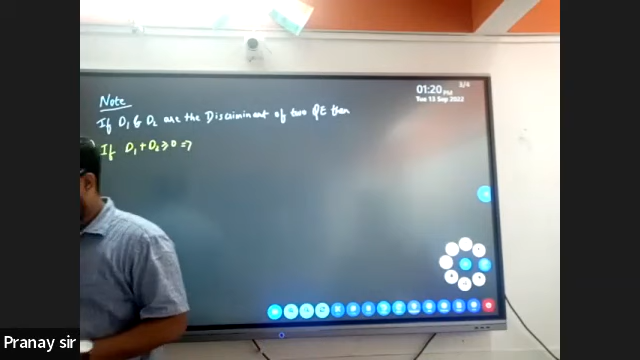 01:20 PM
Tue 13 Sep 2022
Note
If D₁ & D₂ are the Discriminant of two QE then
If D₁ + D₂ ≥ 0 ⇒
Pranay sir